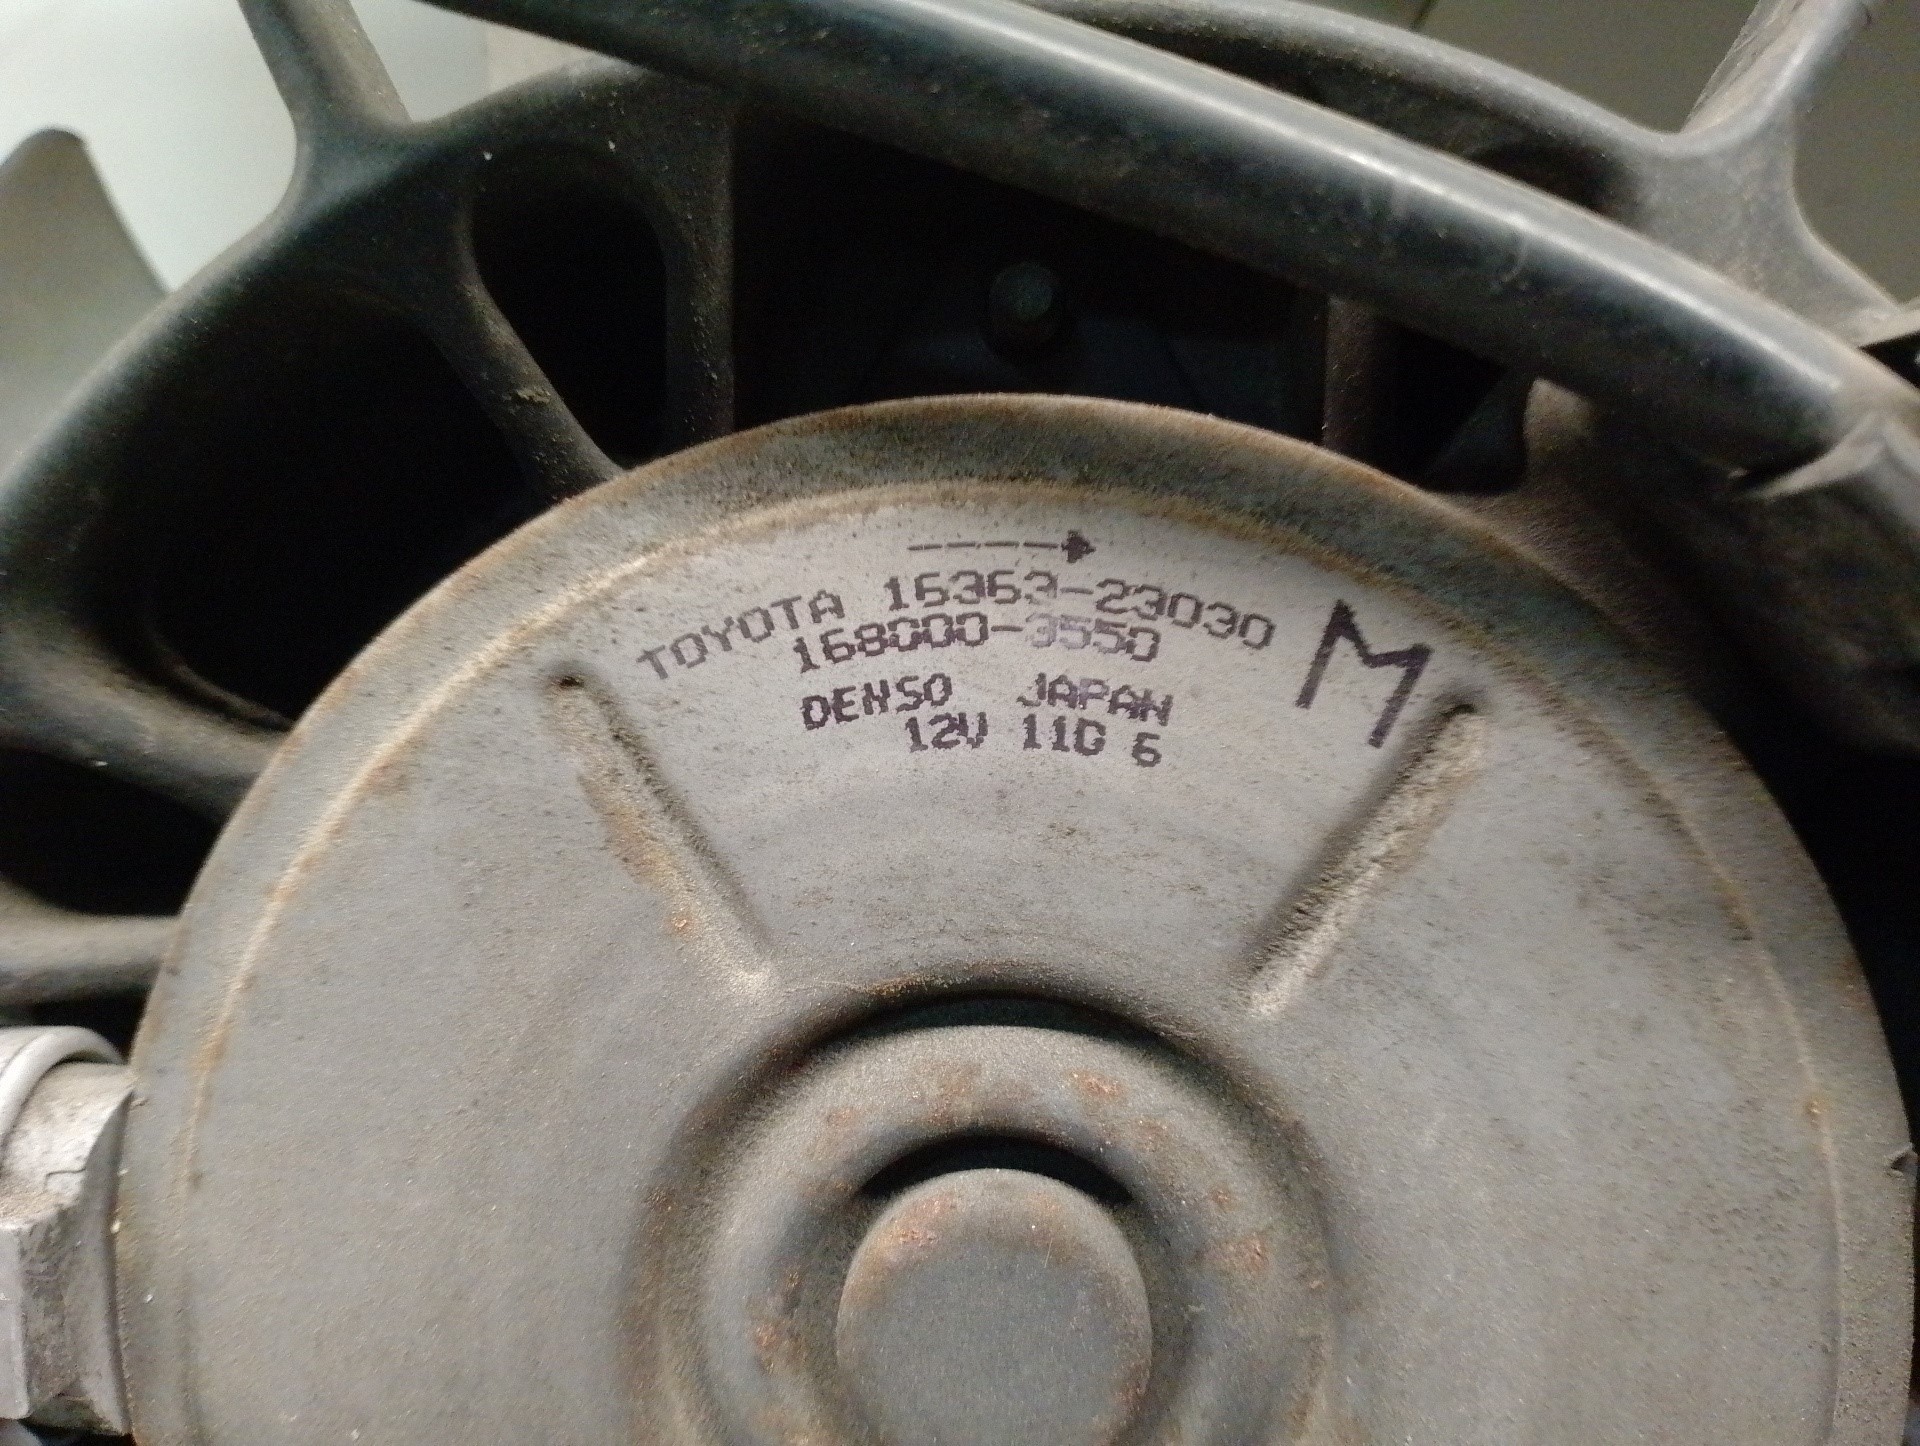 TOYOTA 16363-23030
168000-3550
DENSO JAPAN
12V 11G 6
M